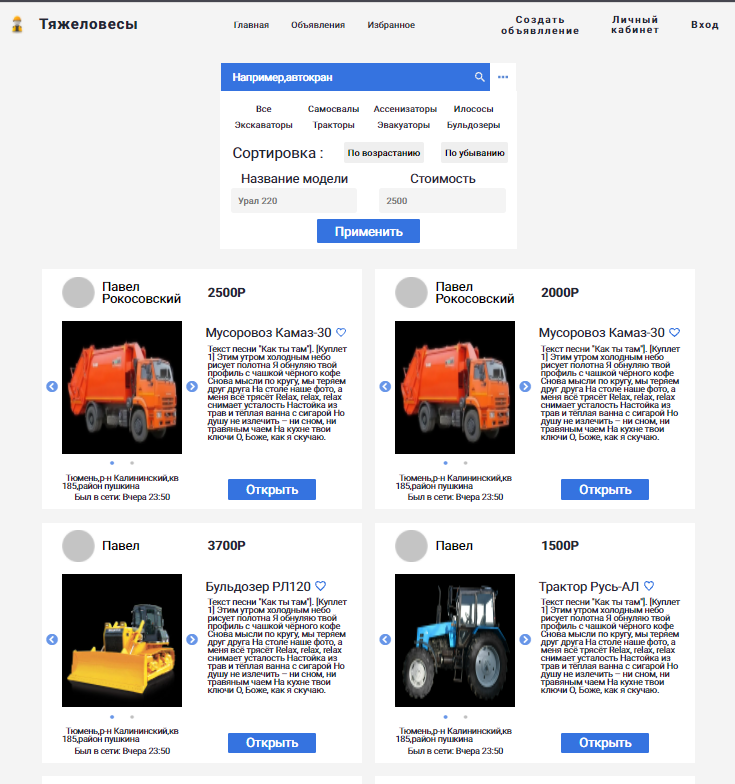 Тяжеловесы
Главная Объявления Избранное
Создать
объявлление
Личный
кабинет
Вход
Например,автокран
Все Самосвалы Ассенизаторы Илососы
Экскаваторы Тракторы Эвакуаторы Бульдозеры
Сортировка : По возрастанию По убыванию
Название модели Стоимость
Урал 220 2500
Применить
Павел
Рокосовский
2500Р
Мусоровоз Камаз-30
Текст песни "Как ты там"]. [Куплет
1] Этим утром холодным небо
рисует полотна Я обнуляю твой
профиль с чашкой чёрного кофе
Снова мысли по кругу, мы теряем
друг друга На столе наше фото, а
меня всё трясёт Relax, relax, relax
снимает усталость Настойка из
трав и тёплая ванна с сигарой Но
душу не излечить – ни сном, ни
травяным чаем На кухне твои
ключи О, Боже, как я скучаю.
Тюмень,р-н Калининский,кв
185,район пушкина
Был в сети: Вчера 23:50
Открыть
Павел
Рокосовский
2000Р
Мусоровоз Камаз-30
Текст песни "Как ты там"]. [Куплет
1] Этим утром холодным небо
рисует полотна Я обнуляю твой
профиль с чашкой чёрного кофе
Снова мысли по кругу, мы теряем
друг друга На столе наше фото, а
меня всё трясёт Relax, relax, relax
снимает усталость Настойка из
трав и тёплая ванна с сигарой Но
душу не излечить – ни сном, ни
травяным чаем На кухне твои
ключи О, Боже, как я скучаю.
Тюмень,р-н Калининский,кв
185,район пушкина
Был в сети: Вчера 23:50
Открыть
Павел
3700Р
Бульдозер РЛ120
Текст песни "Как ты там"]. [Куплет
1] Этим утром холодным небо
рисует полотна Я обнуляю твой
профиль с чашкой чёрного кофе
Снова мысли по кругу, мы теряем
друг друга На столе наше фото, а
меня всё трясёт Relax, relax, relax
снимает усталость Настойка из
трав и тёплая ванна с сигарой Но
душу не излечить – ни сном, ни
травяным чаем На кухне твои
ключи О, Боже, как я скучаю.
Тюмень,р-н Калининский,кв
185,район пушкина
Был в сети: Вчера 23:50
Открыть
Павел
1500Р
Трактор Русь-АЛ
Текст песни "Как ты там"]. [Куплет
1] Этим утром холодным небо
рисует полотна Я обнуляю твой
профиль с чашкой чёрного кофе
Снова мысли по кругу, мы теряем
друг друга На столе наше фото, а
меня всё трясёт Relax, relax, relax
снимает усталость Настойка из
трав и тёплая ванна с сигарой Но
душу не излечить – ни сном, ни
травяным чаем На кухне твои
ключи О, Боже, как я скучаю.
Тюмень,р-н Калининский,кв
185,район пушкина
Был в сети: Вчера 23:50
Открыть